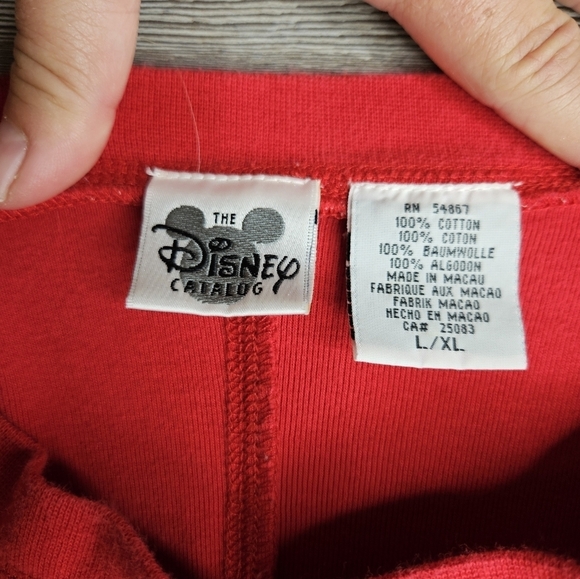 THE
Disney
CATALOG
RN 54867
100% COTTON
100% COTON
100% BAUMWOLLE
100% ALGODON
MADE IN MACAU
FABRIQUE AUX MACAO
FABRIK MACAO
HECHO EN MACAO
CA# 25083
L/XL